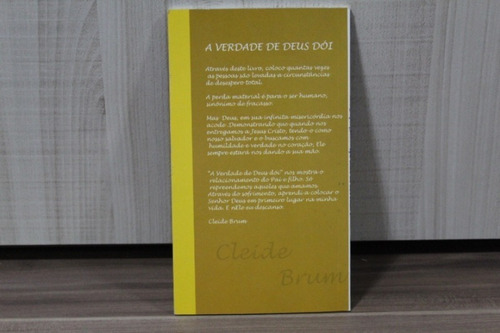 A VERDADE DE DEUS DÓI
Através deste livro, coloco quantas vezes
as pessoas são levadas a circunstâncias
de desespero total.
A perda material é para o ser humano,
sinônimo de fracasso.
Mas Deus, em sua infinita misericórdia nos
acode. Demonstrando que quando nos
entregamos a Jesus Cristo, tendo-o como
nosso salvador e o buscamos com
humildade e verdade no coração, Ele
sempre estará nos dando a sua mão.
"A Verdade de Deus dói" nos mostra o
relacionamento do Pai e filho. Só
repreendemos aqueles que amamos.
Através do sofrimento, aprendi a colocar o
Senhor Deus em primeiro lugar na minha
vida. E nEle eu descanso.
Cleide Brum
Cleide
Brum